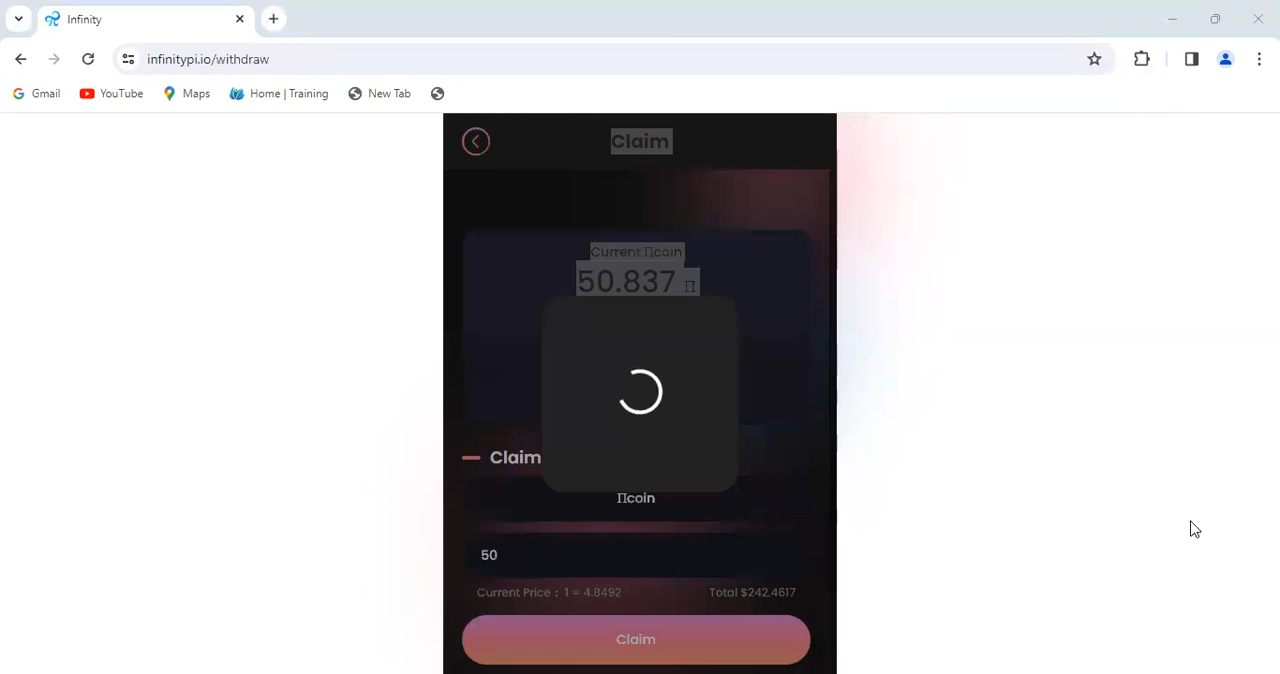 Infinity
infinitypi.io/withdraw
Gmail YouTube Maps Home | Training New Tab
Claim
Current Πcoin
50.837 Π
Claim
Πcoin
50
Current Price : 1 = 4.8492 Total $242.4617
Claim